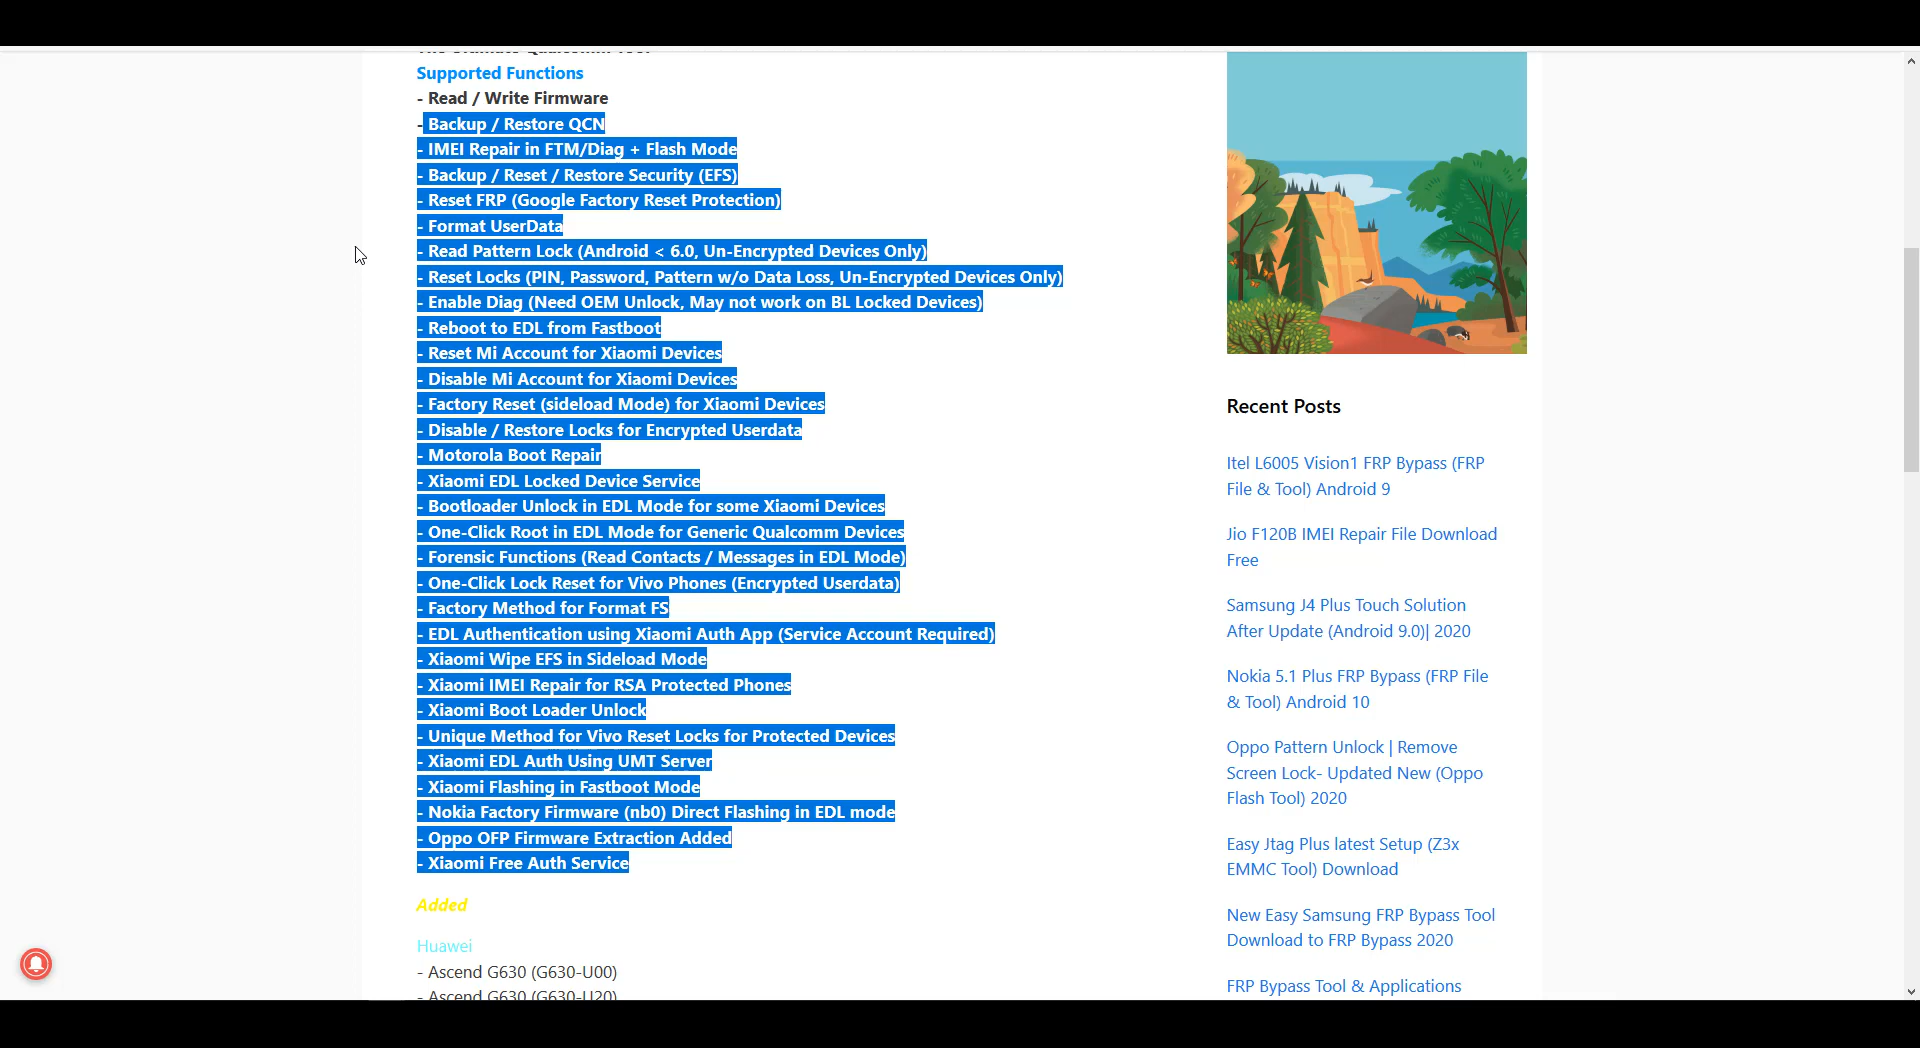 Supported Functions
- Read / Write Firmware
- Backup / Restore QCN
- IMEI Repair in FTM/Diag + Flash Mode
- Backup / Reset / Restore Security (EFS)
- Reset FRP (Google Factory Reset Protection)
- Format UserData
- Read Pattern Lock (Android < 6.0, Un-Encrypted Devices Only)
- Reset Locks (PIN, Password, Pattern w/o Data Loss, Un-Encrypted Devices Only)
- Enable Diag (Need OEM Unlock, May not work on BL Locked Devices)
- Reboot to EDL from Fastboot
- Reset Mi Account for Xiaomi Devices
- Disable Mi Account for Xiaomi Devices
- Factory Reset (sideload Mode) for Xiaomi Devices
- Disable / Restore Locks for Encrypted Userdata
- Motorola Boot Repair
- Xiaomi EDL Locked Device Service
- Bootloader Unlock in EDL Mode for some Xiaomi Devices
- One-Click Root in EDL Mode for Generic Qualcomm Devices
- Forensic Functions (Read Contacts / Messages in EDL Mode)
- One-Click Lock Reset for Vivo Phones (Encrypted Userdata)
- Factory Method for Format FS
- EDL Authentication using Xiaomi Auth App (Service Account Required)
- Xiaomi Wipe EFS in Sideload Mode
- Xiaomi IMEI Repair for RSA Protected Phones
- Xiaomi Boot Loader Unlock
- Unique Method for Vivo Reset Locks for Protected Devices
- Xiaomi EDL Auth Using UMT Server
- Xiaomi Flashing in Fastboot Mode
- Nokia Factory Firmware (nb0) Direct Flashing in EDL mode
- Oppo OFP Firmware Extraction Added
- Xiaomi Free Auth Service
Added
Huawei
- Ascend G630 (G630-U00)
- Ascend G630 (G630-U20)
Recent Posts
Itel L6005 Vision1 FRP Bypass (FRP
File & Tool) Android 9
Jio F120B IMEI Repair File Download
Free
Samsung J4 Plus Touch Solution
After Update (Android 9.0)| 2020
Nokia 5.1 Plus FRP Bypass (FRP File
& Tool) Android 10
Oppo Pattern Unlock | Remove
Screen Lock- Updated New (Oppo
Flash Tool) 2020
Easy Jtag Plus latest Setup (Z3x
EMMC Tool) Download
New Easy Samsung FRP Bypass Tool
Download to FRP Bypass 2020
FRP Bypass Tool & Applications